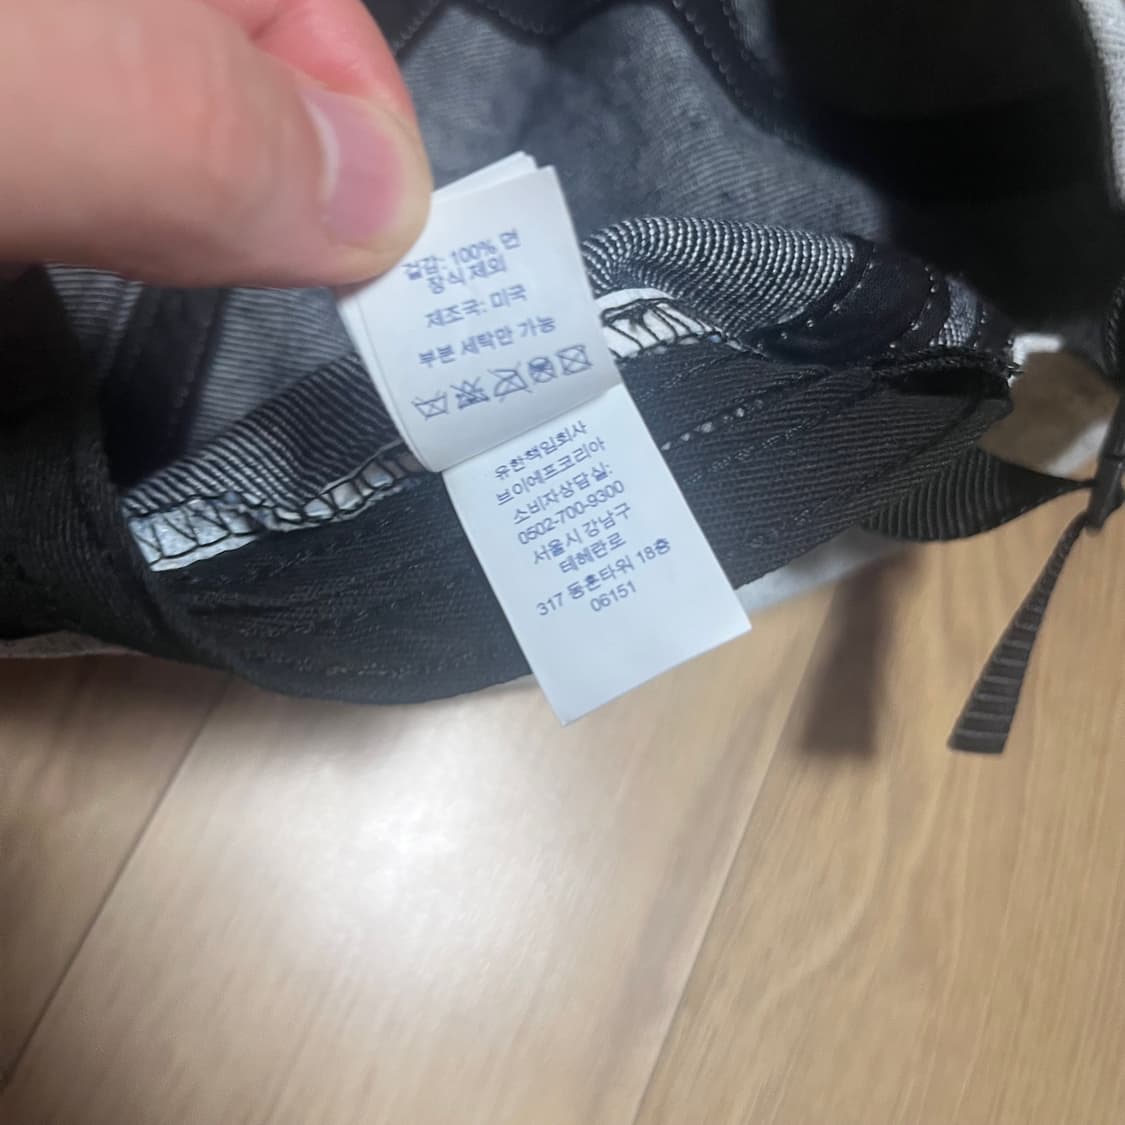 겉감: 100% 면
장식 제외
제조국: 미국
부분 세탁만 가능
유한책임회사
브이에프코리아
소비자상담실:
0502-700-9300
서울시 강남구
테헤란로
317 동훈타워 18층
06151